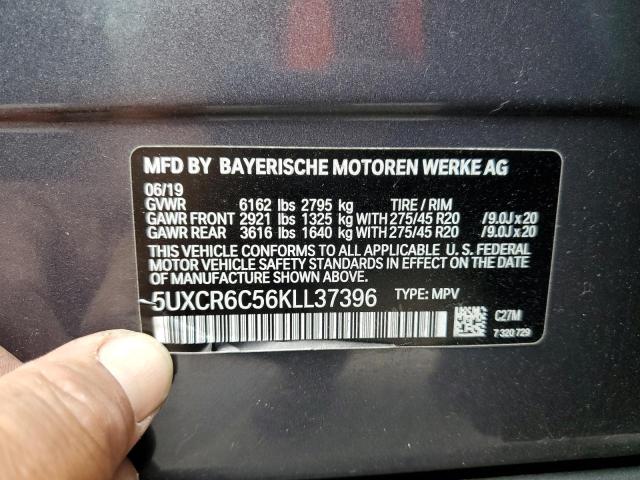 MFD BY BAYERISCHE MOTOREN WERKE AG
06/19
GVWR 6162 lbs 2795 kg TIRE / RIM
GAWR FRONT 2921 lbs 1325 kg WITH 275/45 R20 /9.0J x 20
GAWR REAR 3616 lbs 1640 kg WITH 275/45 R20 /9.0J x 20
THIS VEHICLE CONFORMS TO ALL APPLICABLE U. S. FEDERAL
MOTOR VEHICLE SAFETY STANDARDS IN EFFECT ON THE DATE
OF MANUFACTURE SHOWN ABOVE.
5UXCR6C56KLL37396 TYPE: MPV
C27M
7 320 729